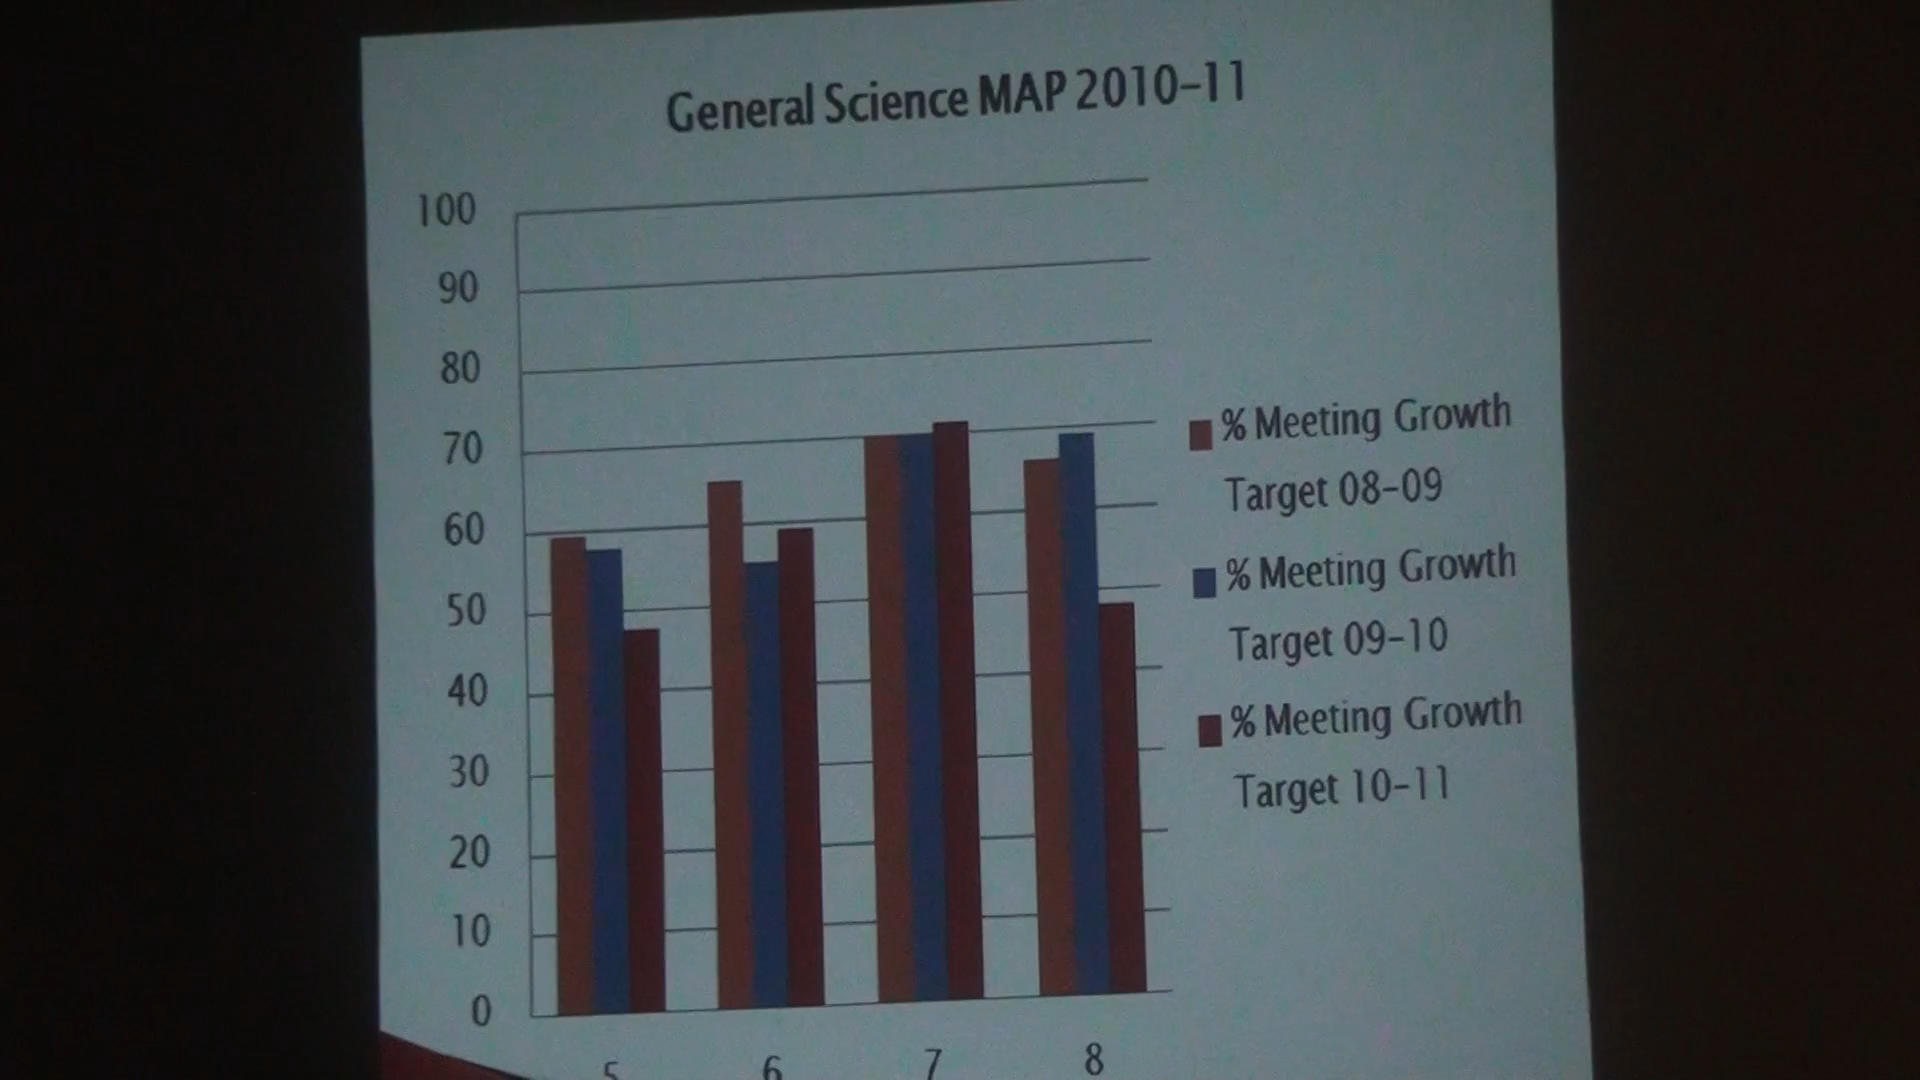 General Science MAP 2010–11
100
90
80
70
60
50
40
30
20
10
0
5 6 7 8
% Meeting Growth
Target 08–09
% Meeting Growth
Target 09–10
% Meeting Growth
Target 10–11